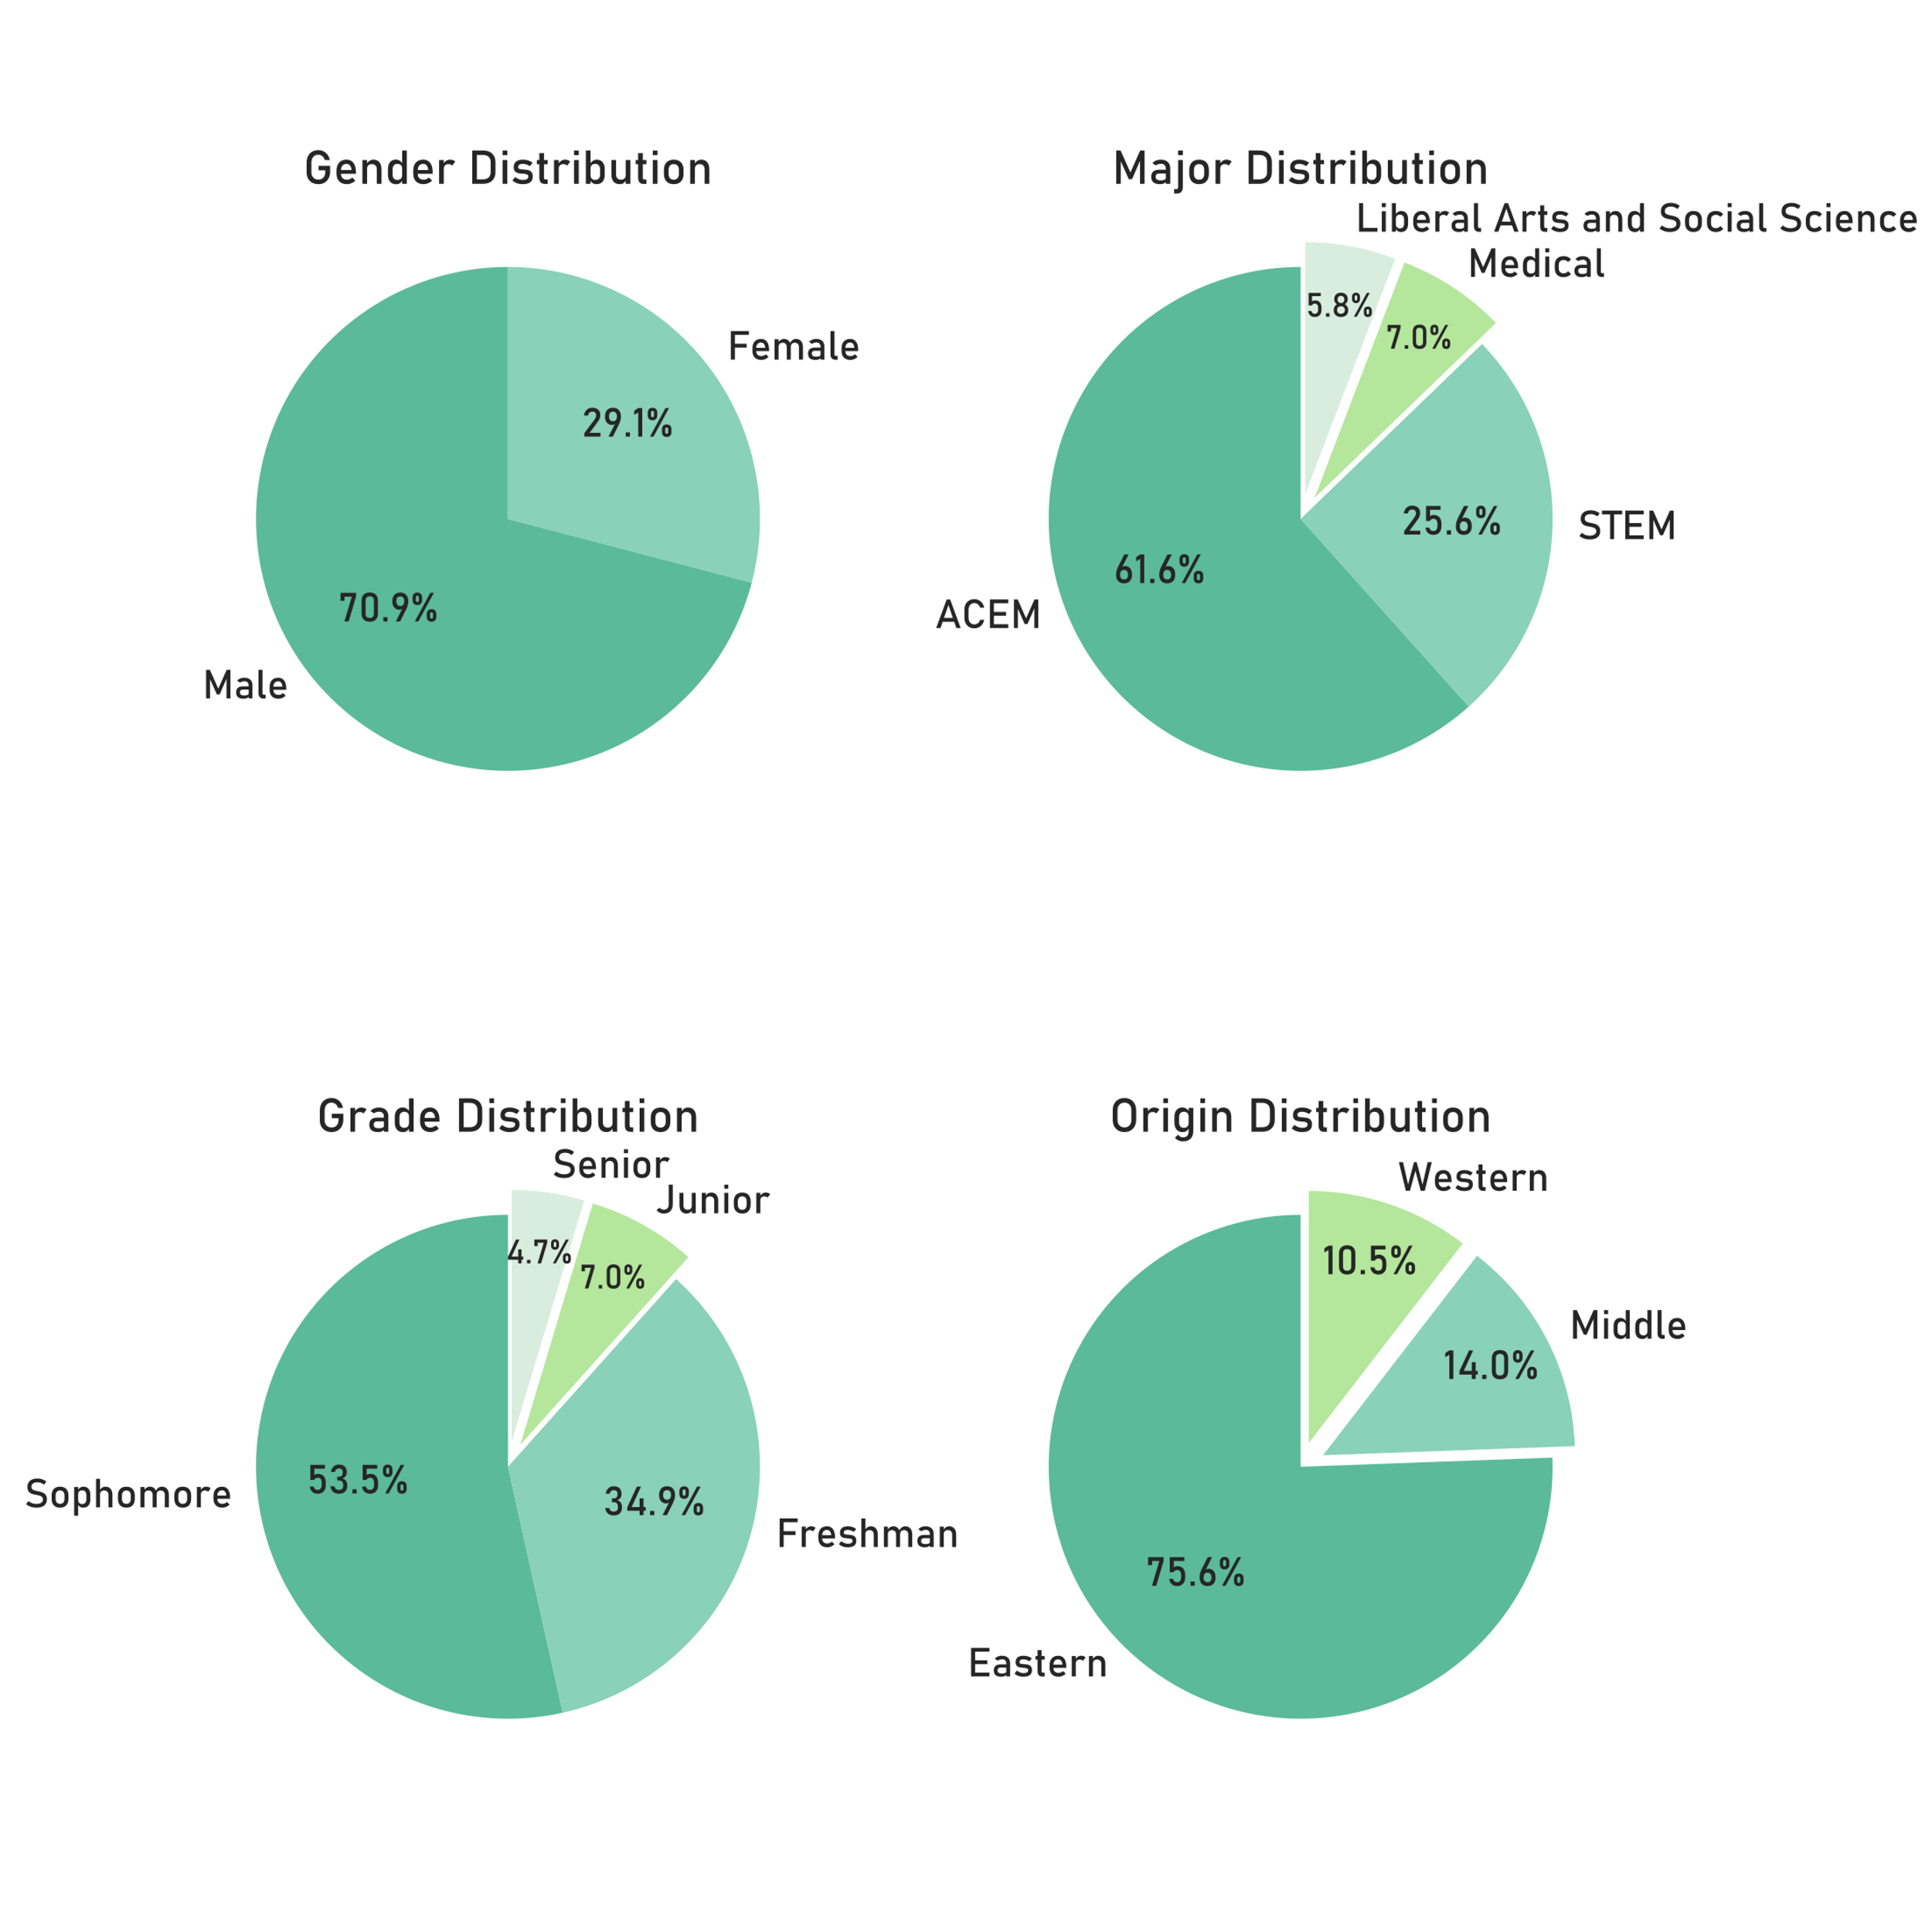 Gender Distribution
Female
29.1%
70.9%
Male
Major Distribution
Liberal Arts and Social Science
Medical
5.8%
7.0%
25.6%
STEM
61.6%
ACEM
Grade Distribution
Senior
Junior
4.7%
7.0%
53.5%
Sophomore
34.9%
Freshman
Origin Distribution
Western
10.5%
Middle
14.0%
75.6%
Eastern